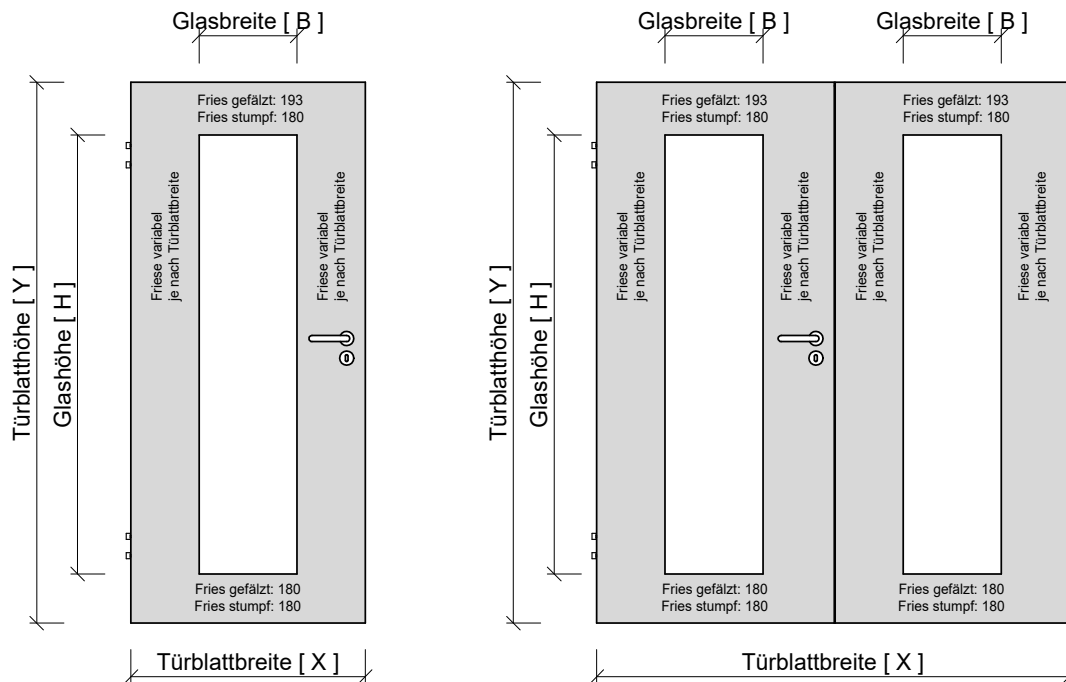 Glasbreite [ B ]
Fries gefälzt: 193
Fries stumpf: 180
Friese variabel
je nach Türblattbreite
Friese variabel
je nach Türblattbreite
Türblatthöhe [ Y ]
Glashöhe [ H ]
Fries gefälzt: 180
Fries stumpf: 180
Türblattbreite [ X ]
Glasbreite [ B ]
Glasbreite [ B ]
Fries gefälzt: 193
Fries stumpf: 180
Fries gefälzt: 193
Fries stumpf: 180
Friese variabel
je nach Türblattbreite
Friese variabel
je nach Türblattbreite
Friese variabel
je nach Türblattbreite
Friese variabel
je nach Türblattbreite
Türblatthöhe [ Y ]
Glashöhe [ H ]
Fries gefälzt: 180
Fries stumpf: 180
Fries gefälzt: 180
Fries stumpf: 180
Türblattbreite [ X ]